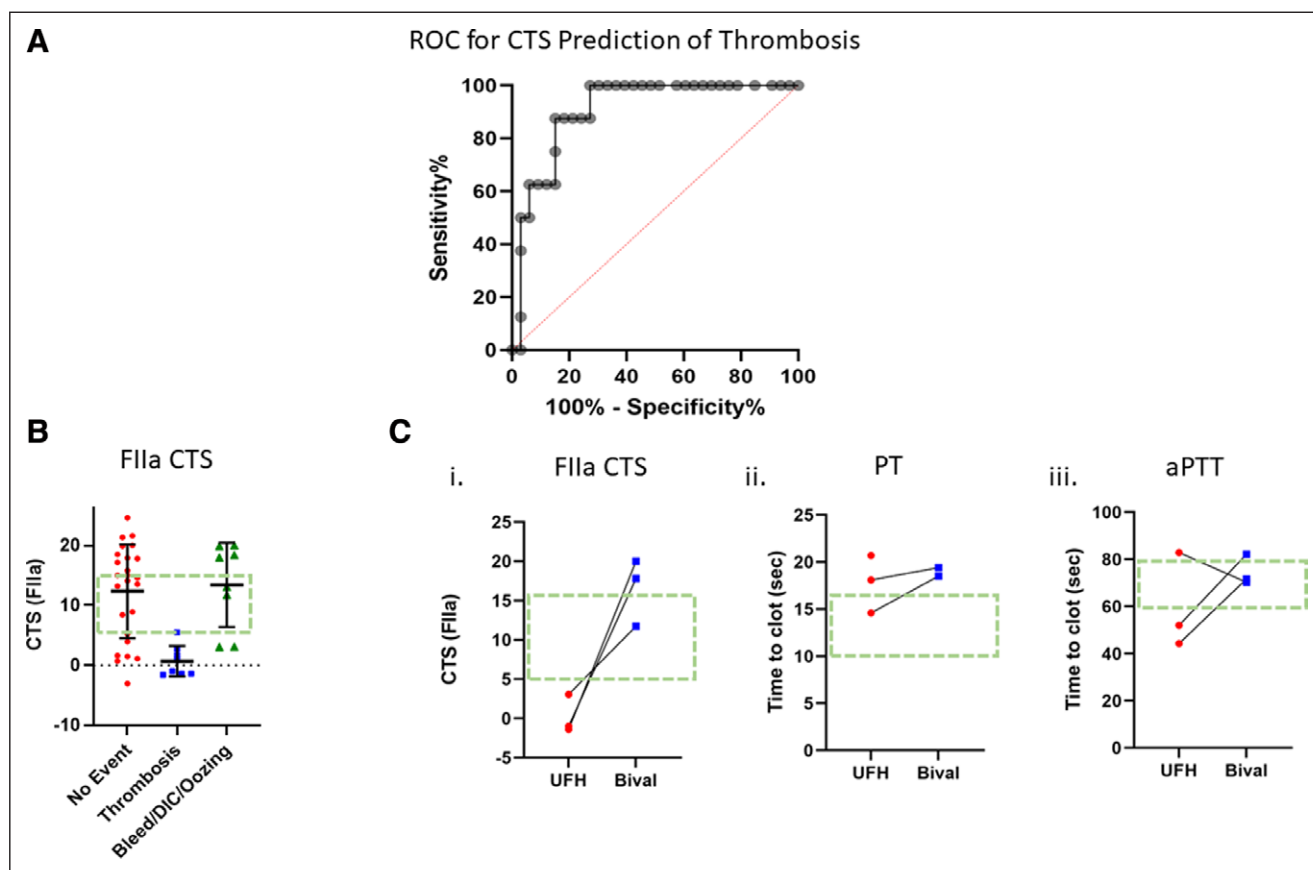 A
ROC for CTS Prediction of Thrombosis
100
80
60
40
20
0
Sensitivity%
0 20 40 60 80 100
100% - Specificity%
B
FIIa CTS
CTS (FIIa)
20
10
0
-10
No Event
Thrombosis
Bleed/DIC/Oozing
C
i.
FIIa CTS
CTS (FIIa)
25
20
15
10
5
0
-5
UFH Bival
ii.
PT
Time to clot (sec)
25
20
15
10
5
0
UFH Bival
iii.
aPTT
Time to clot (sec)
100
80
60
40
20
0
UFH Bival